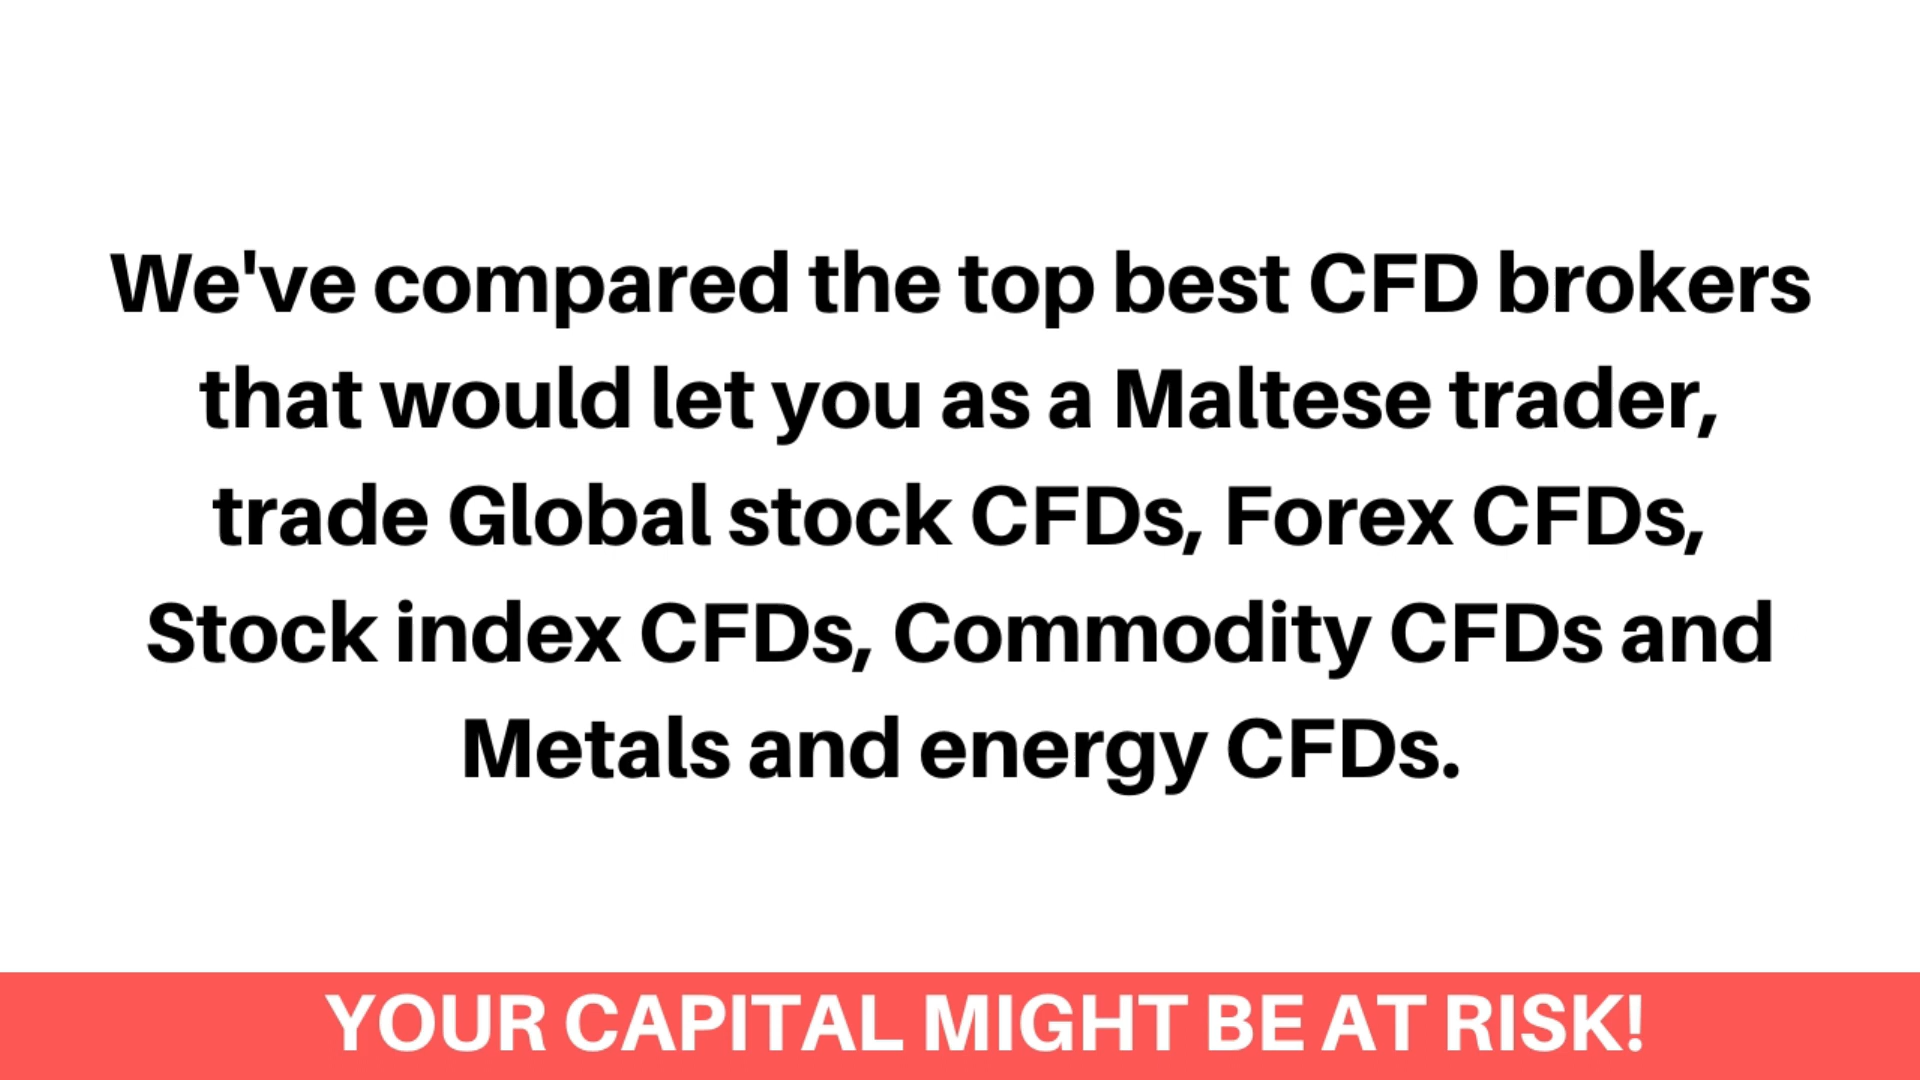 We've compared the top best CFD brokers
that would let you as a Maltese trader,
trade Global stock CFDs, Forex CFDs,
Stock index CFDs, Commodity CFDs and
Metals and energy CFDs.
YOUR CAPITAL MIGHT BE AT RISK!